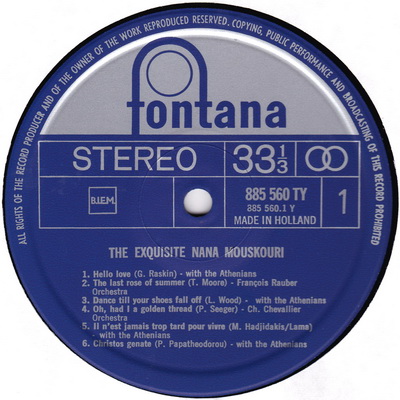 ALL RIGHTS OF THE RECORD PRODUCER AND OF THE OWNER OF THE WORK REPRODUCED RESERVED. COPYING, PUBLIC PERFORMANCE AND BROADCASTING OF THIS RECORD PROHIBITED
fontana
STEREO 33 1/3
B.I.E.M. 885 560 TY 1
885 560.1 Y
MADE IN HOLLAND
THE EXQUISITE NANA MOUSKOURI
1. Hello love (G. Raskin) - with the Athenians
2. The last rose of summer (T. Moore) - François Rauber
Orchestra
3. Dance till your shoes fall off (L. Wood) - with the Athenians
4. Oh, had I a golden thread (P. Seeger) - Ch. Chevallier
Orchestra
5. Il n'est jamais trop tard pour vivre (M. Hadjidakis/Lama)
- with the Athenians
6. Christos genate (P. Papatheodorou) - with the Athenians